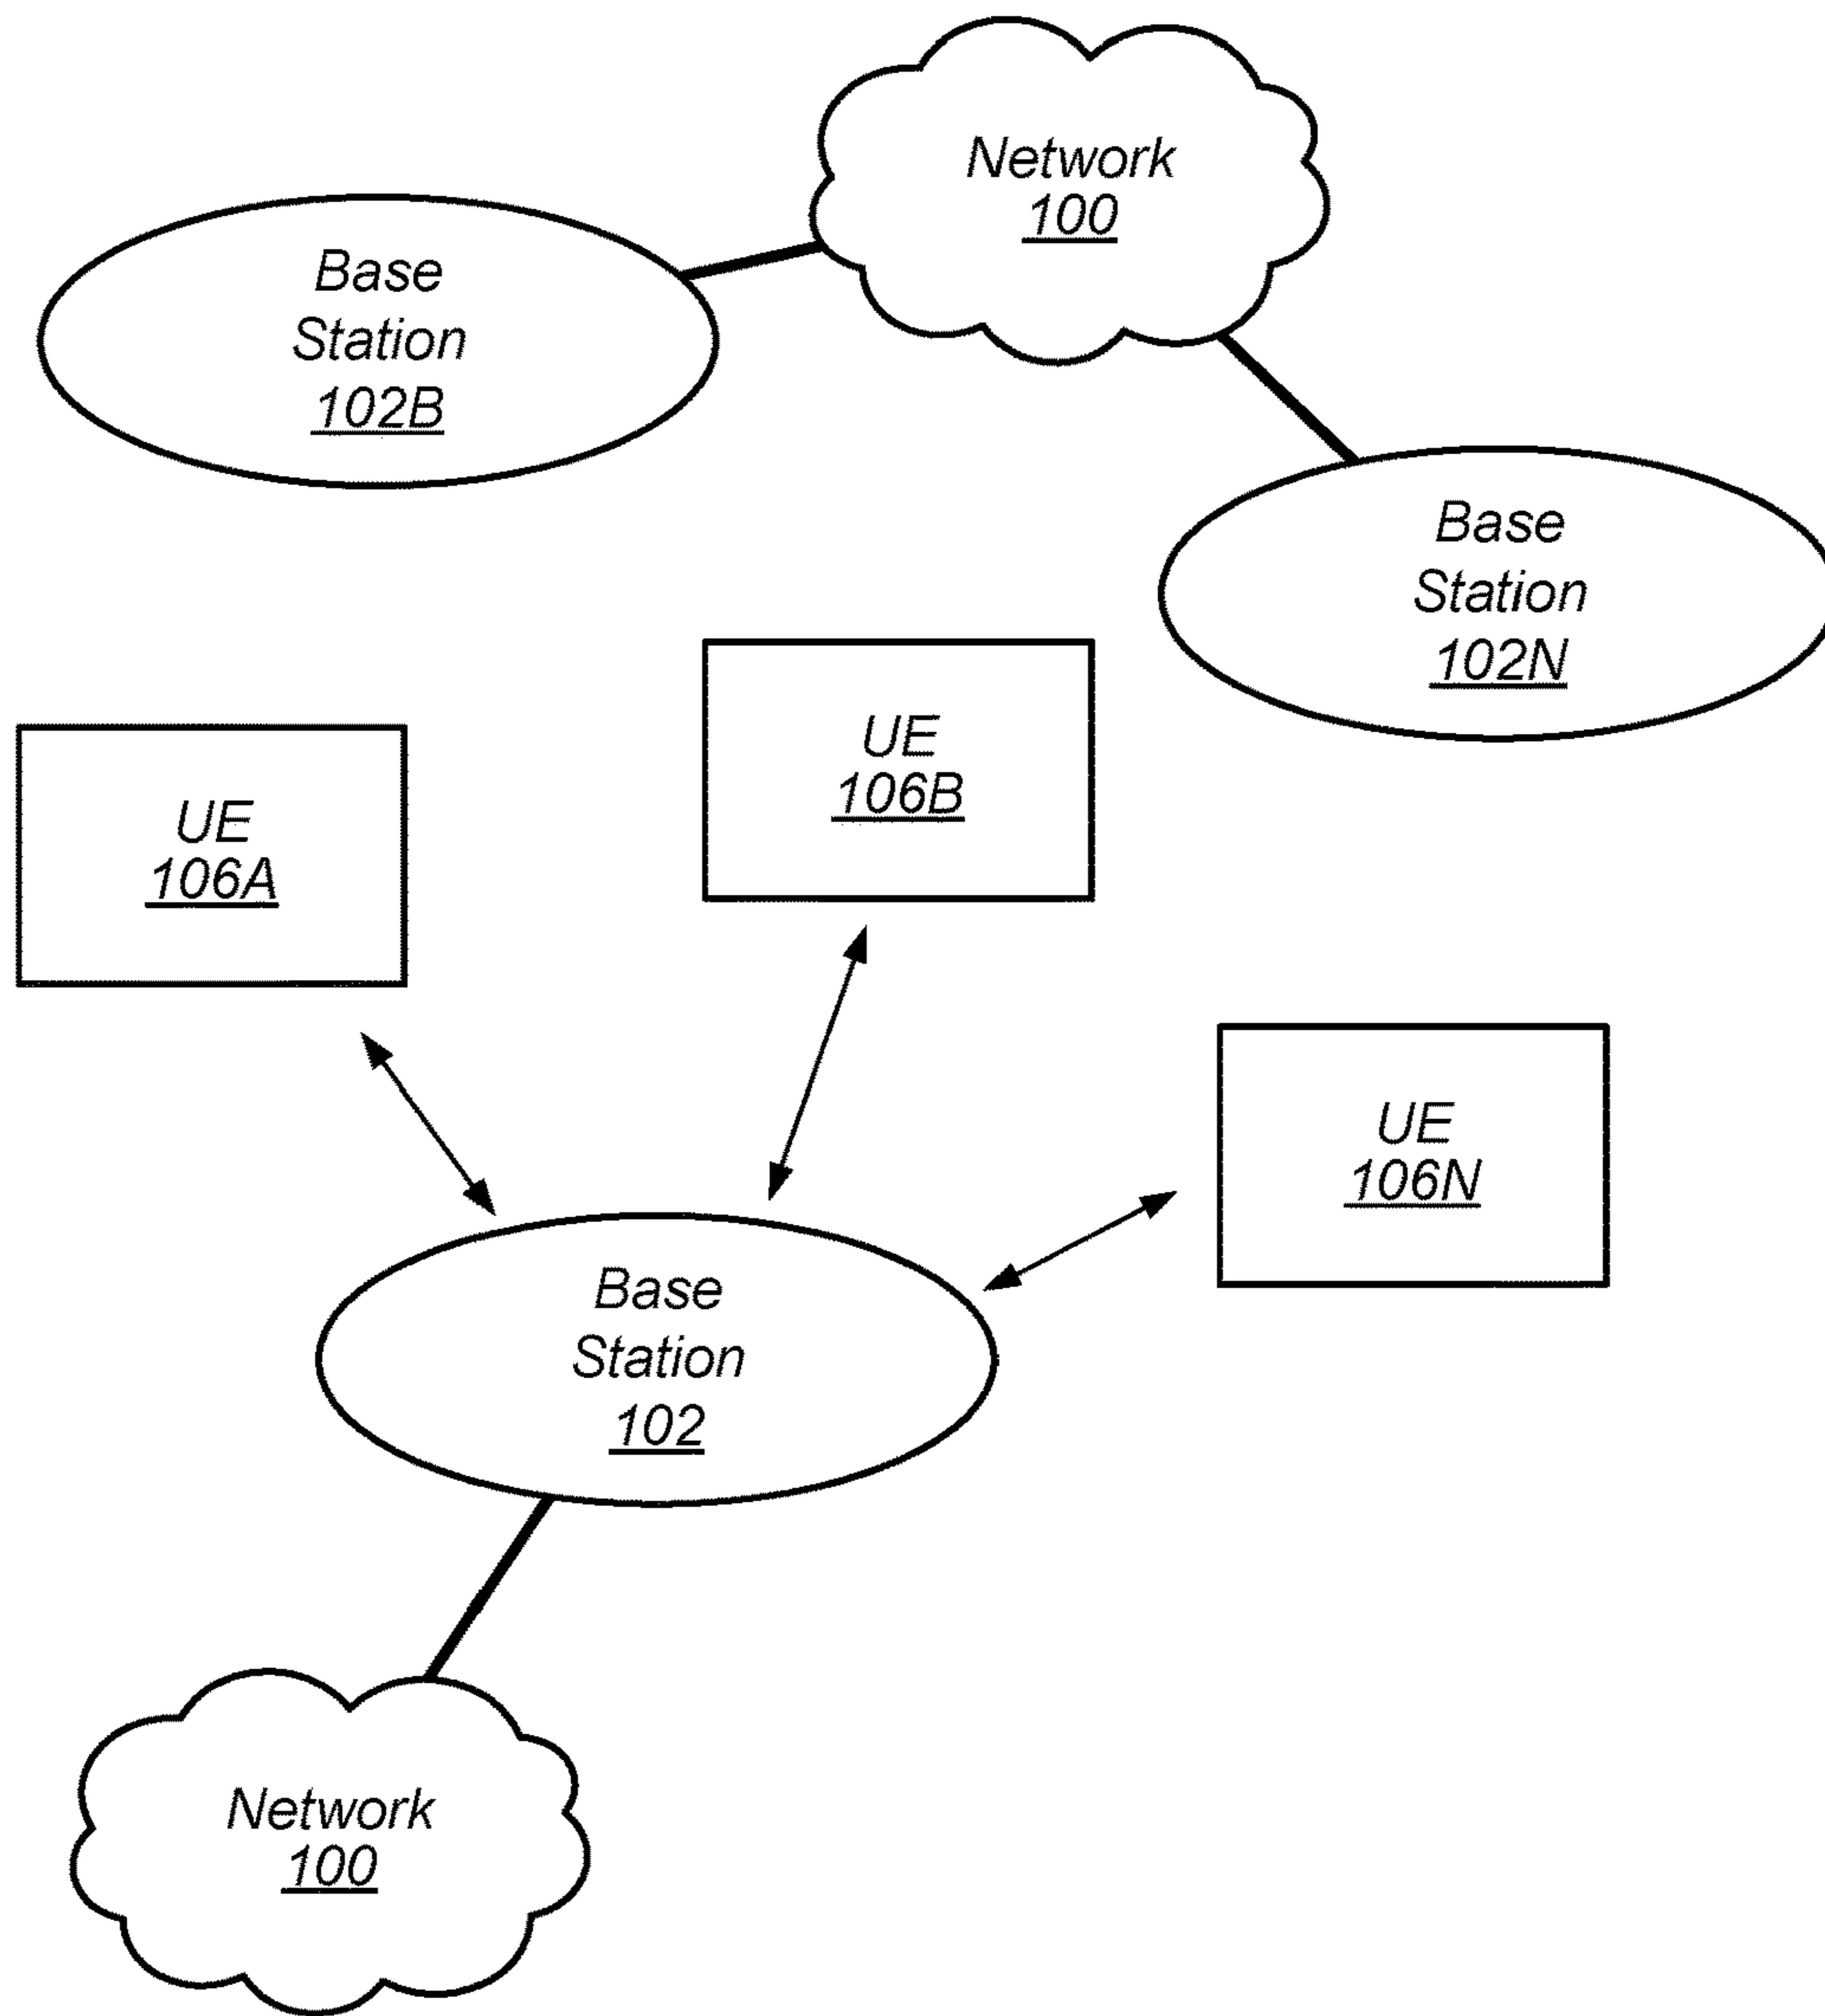 Network
100
Base
Station
102B
Base
Station
102N
UE
106B
UE
106A
UE
106N
Base
Station
102
Network
100